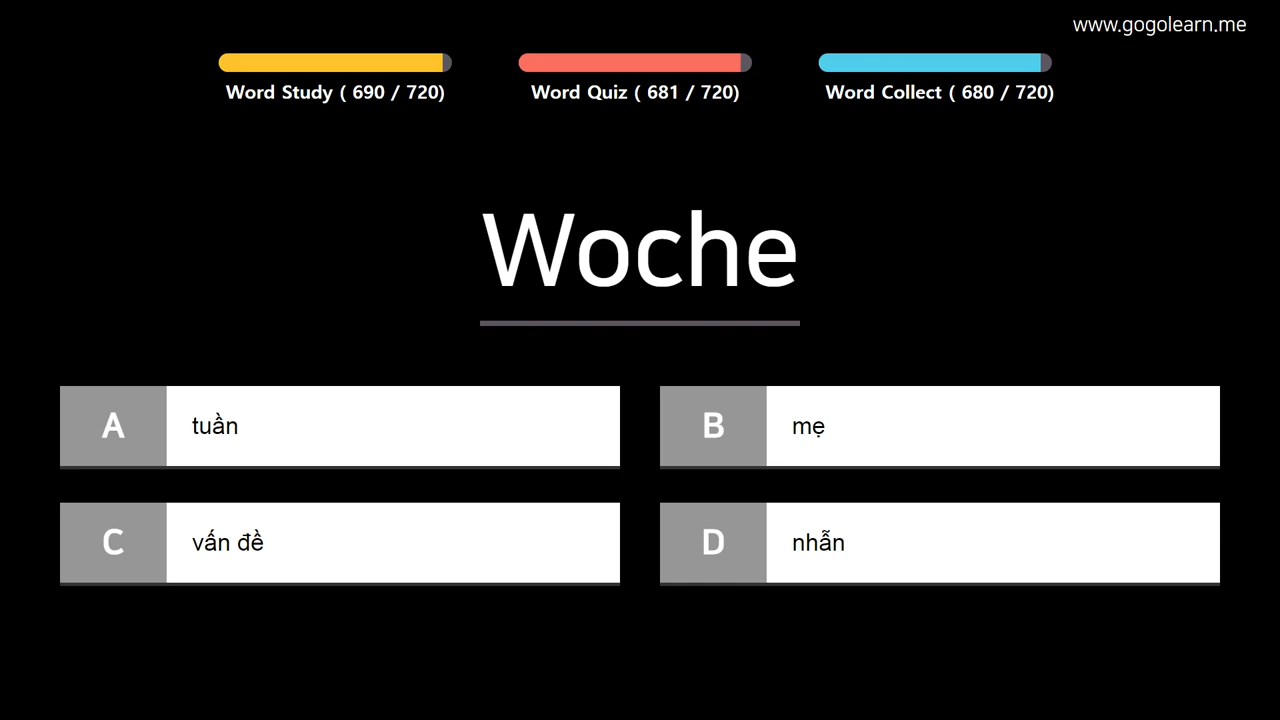 www.gogolearn.me
Word Study ( 690 / 720)
Word Quiz ( 681 / 720)
Word Collect ( 680 / 720)
Woche
A tuần
B mẹ
C vấn đề
D nhẫn